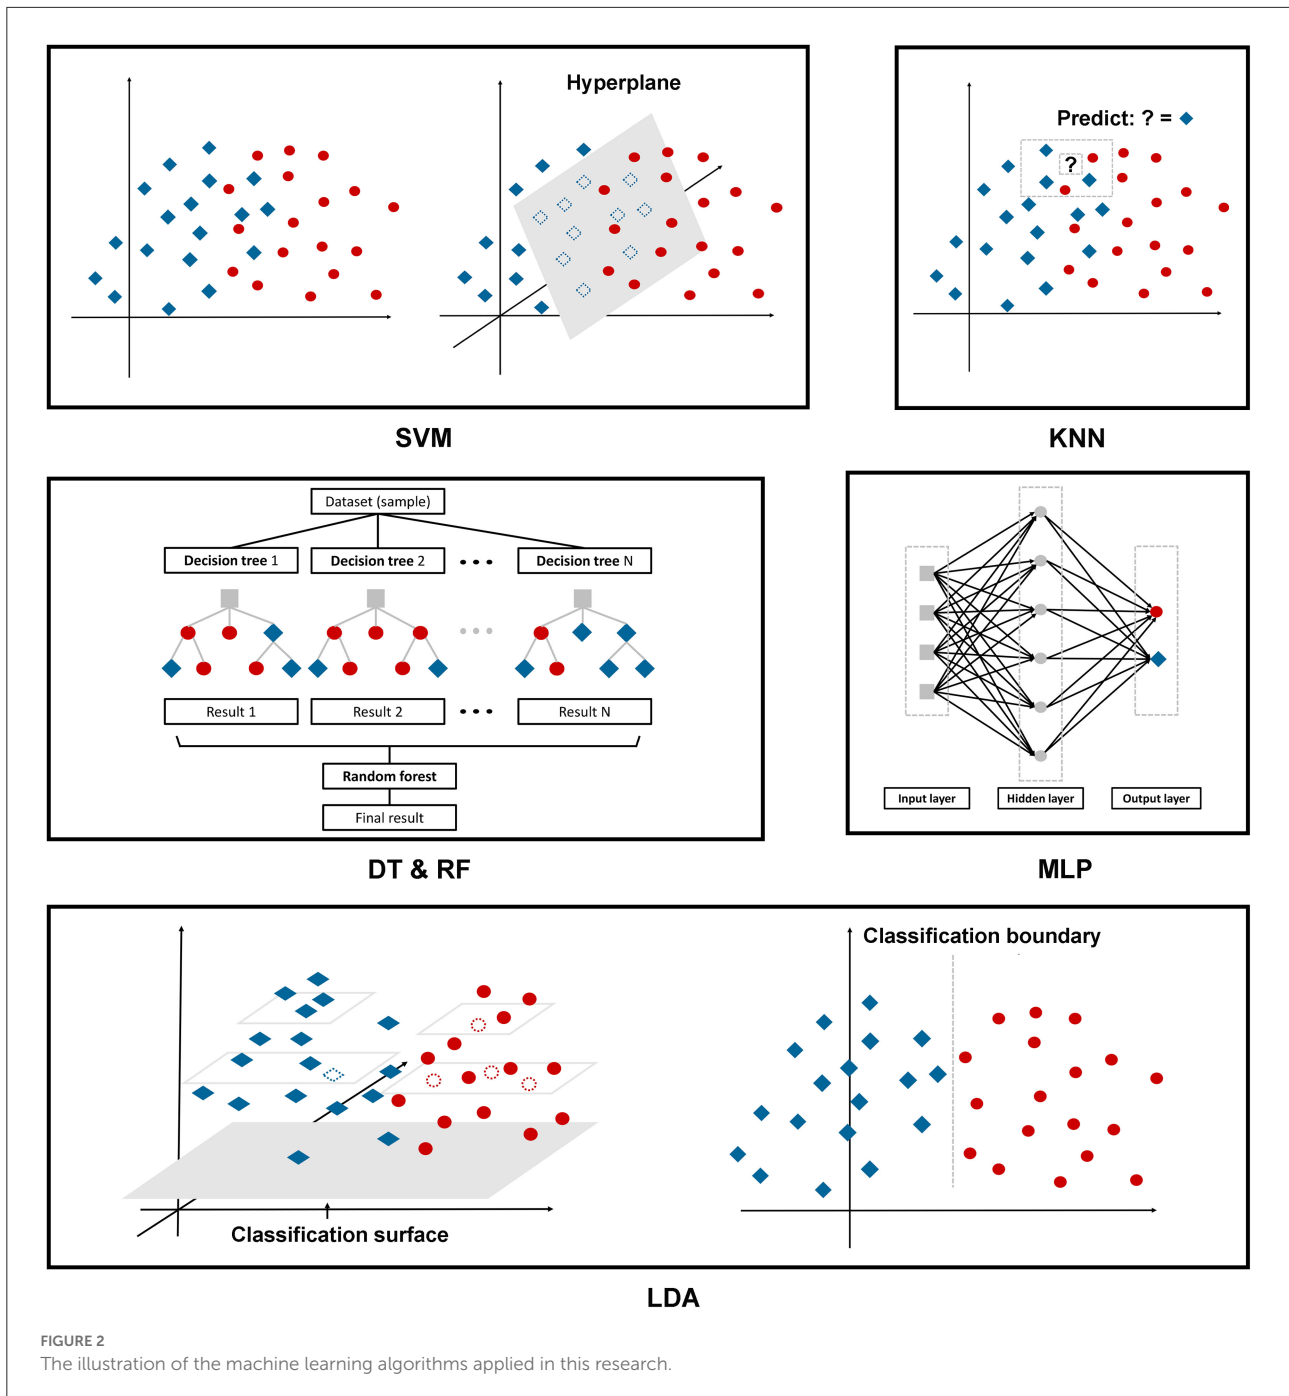 Hyperplane
SVM
Predict: ? =
?
KNN
Dataset (sample)
Decision tree 1
Decision tree 2
Decision tree N
Result 1
Result 2
Result N
Random forest
Final result
DT & RF
Input layer
Hidden layer
Output layer
MLP
Classification surface
Classification boundary
LDA
FIGURE 2
The illustration of the machine learning algorithms applied in this research.